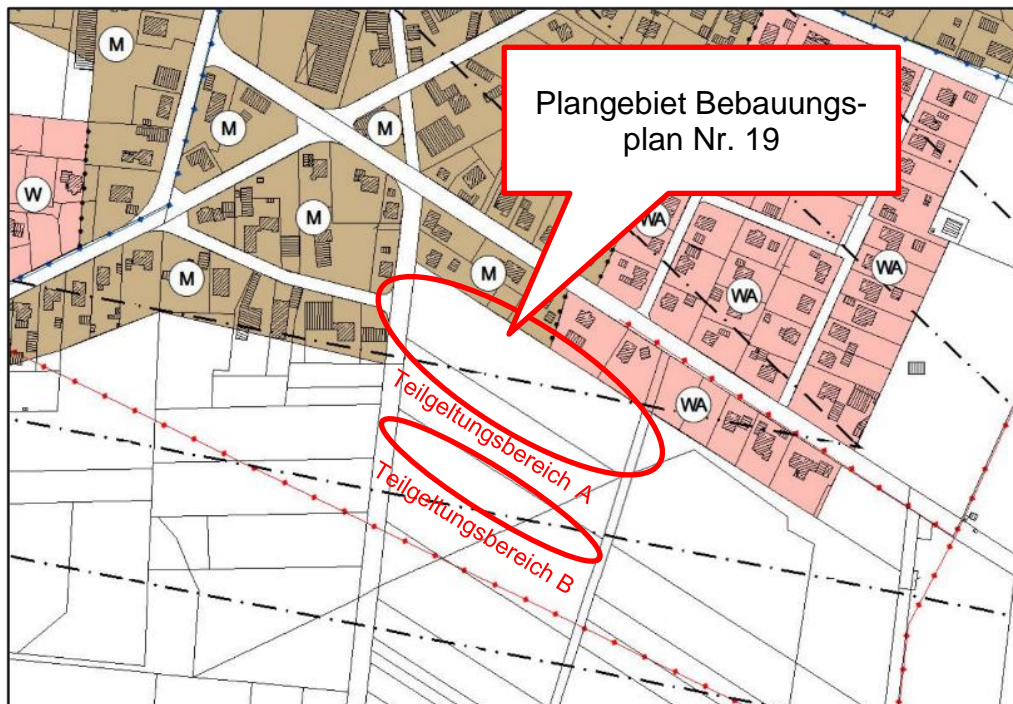 M
Plangebiet Bebauungs-
plan Nr. 19
M
M
W
M
WA
M
M
WA
WA
WA
Teilgeltungsbereich A
Teilgeltungsbereich B